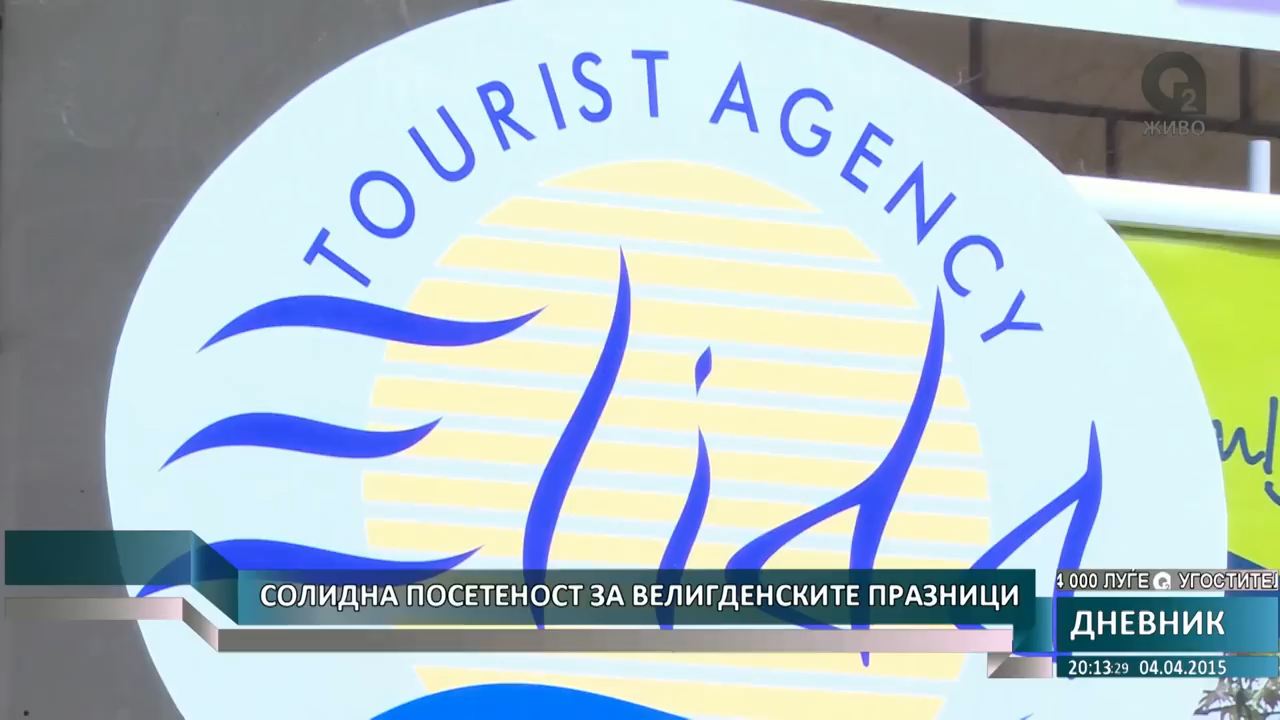 TOURIST AGENCY
Elida
2
ЖИВО
СОЛИДНА ПОСЕТЕНОСТ ЗА ВЕЛИГДЕНСКИТЕ ПРАЗНИЦИ
4 000 ЛУЃЕ
ДНЕВНИК
20:13:29 04.04.2015